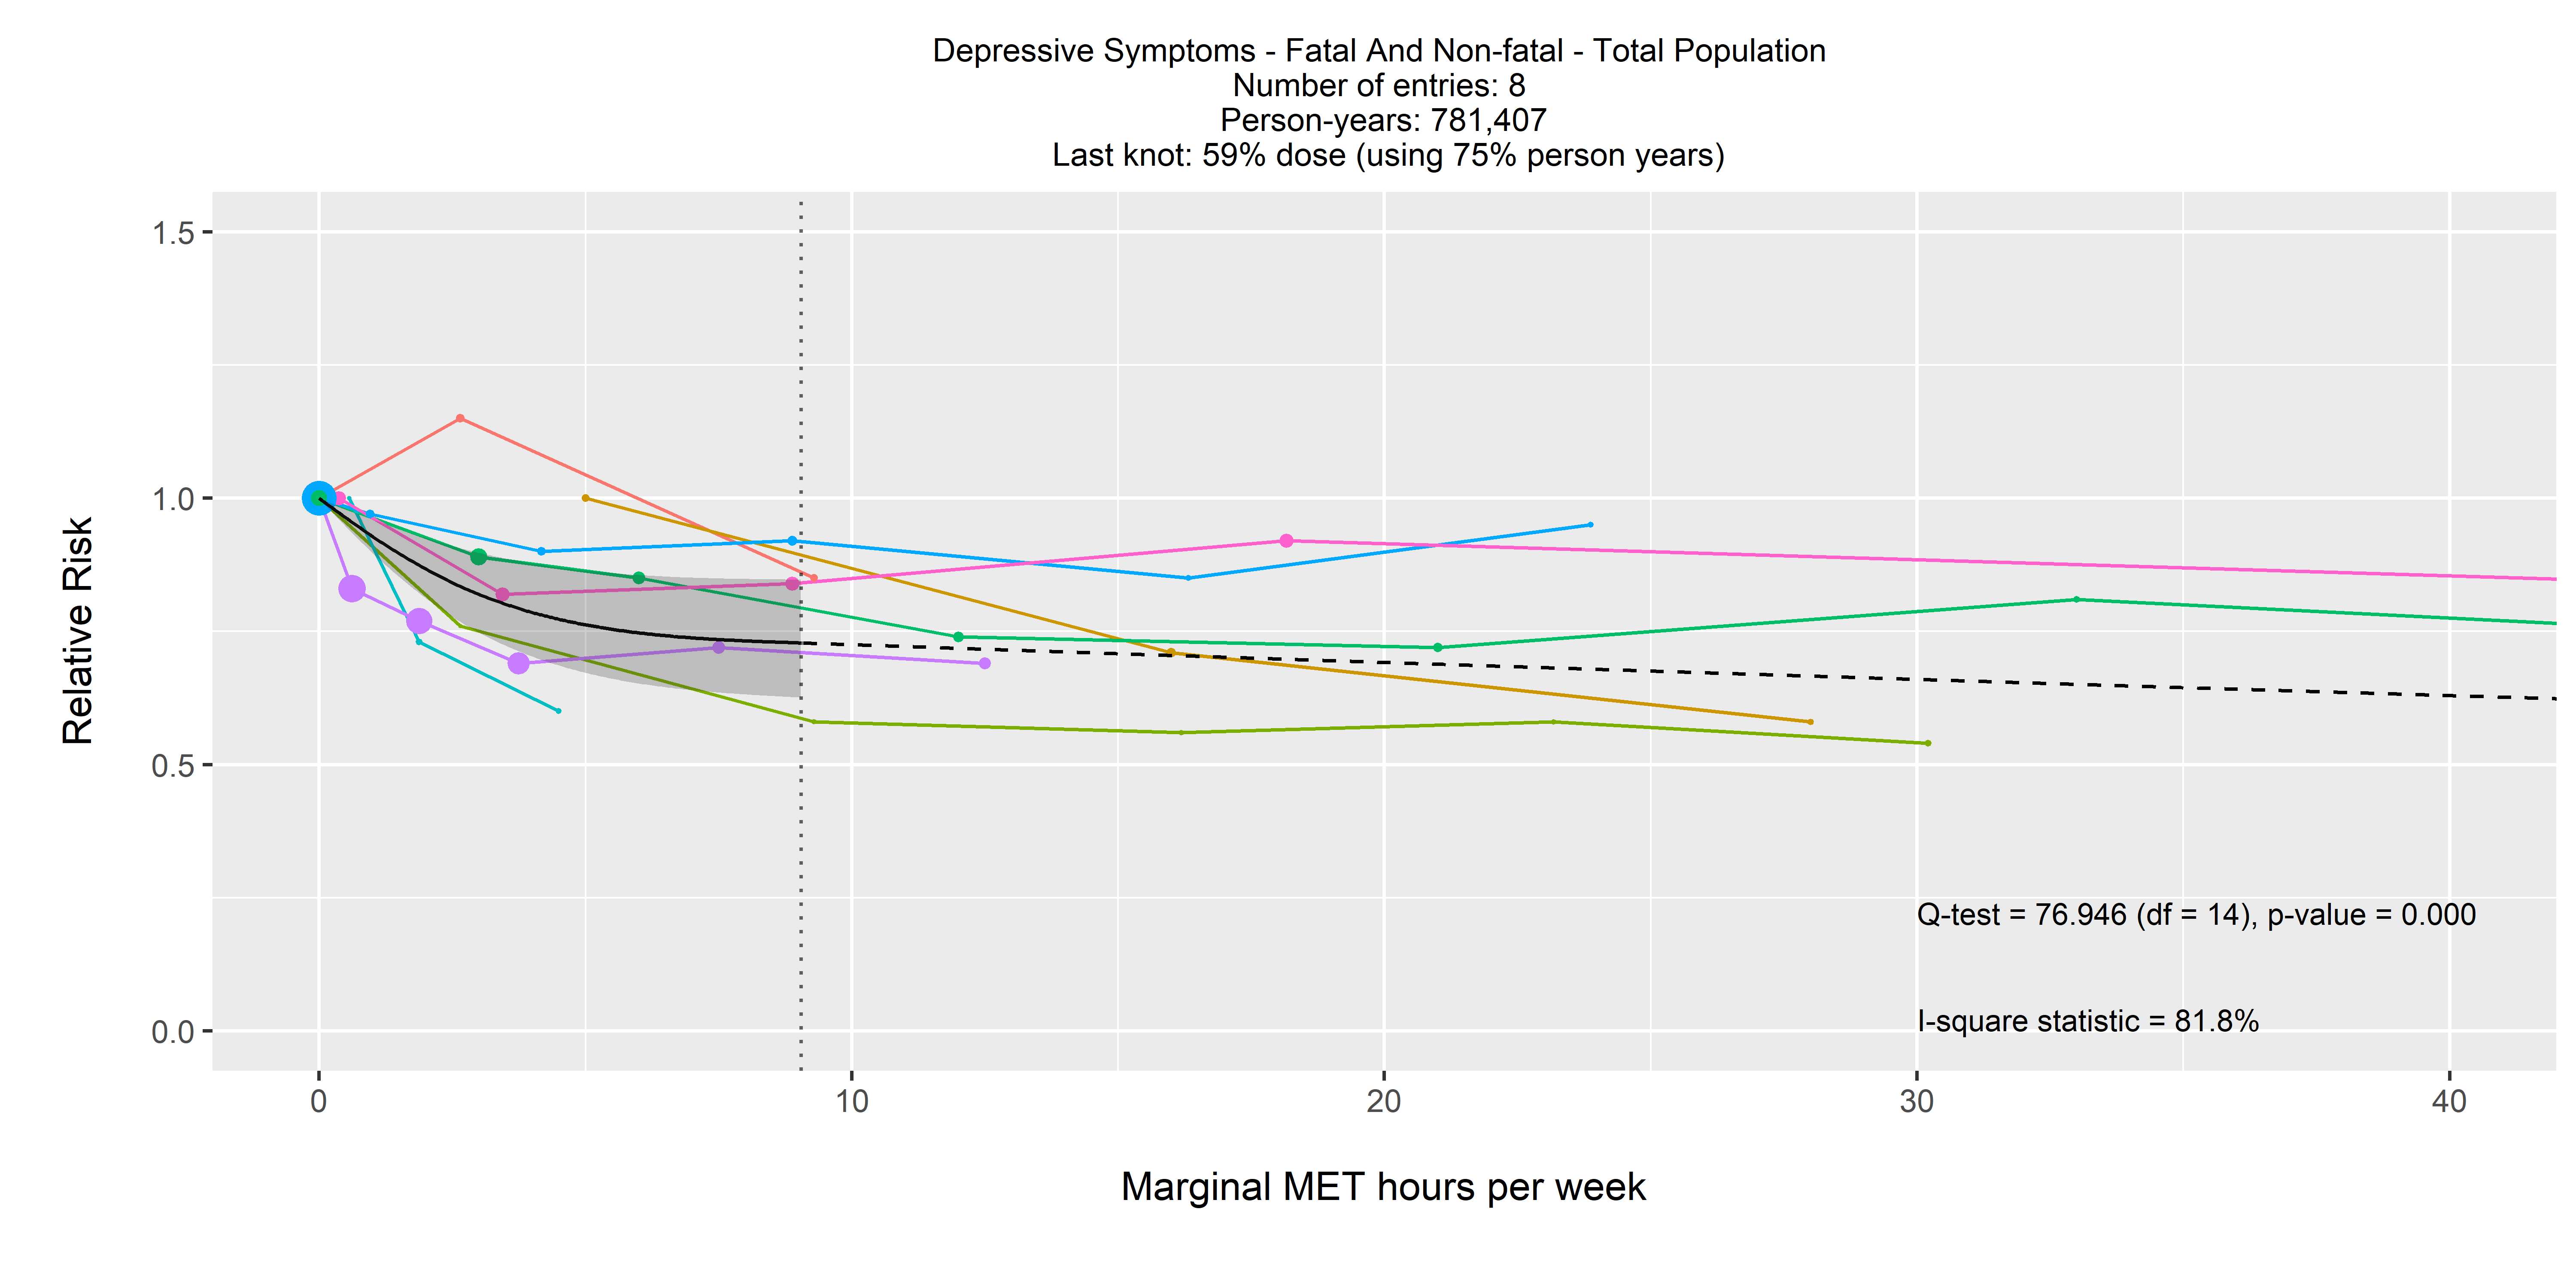 Depressive Symptoms - Fatal And Non-fatal - Total Population
Number of entries: 8
Person-years: 781,407
Last knot: 59% dose (using 75% person years)
1.5
1.0
0.5
0.0
Relative Risk
Q-test = 76.946 (df = 14), p-value = 0.000
I-square statistic = 81.8%
0 10 20 30 40
Marginal MET hours per week